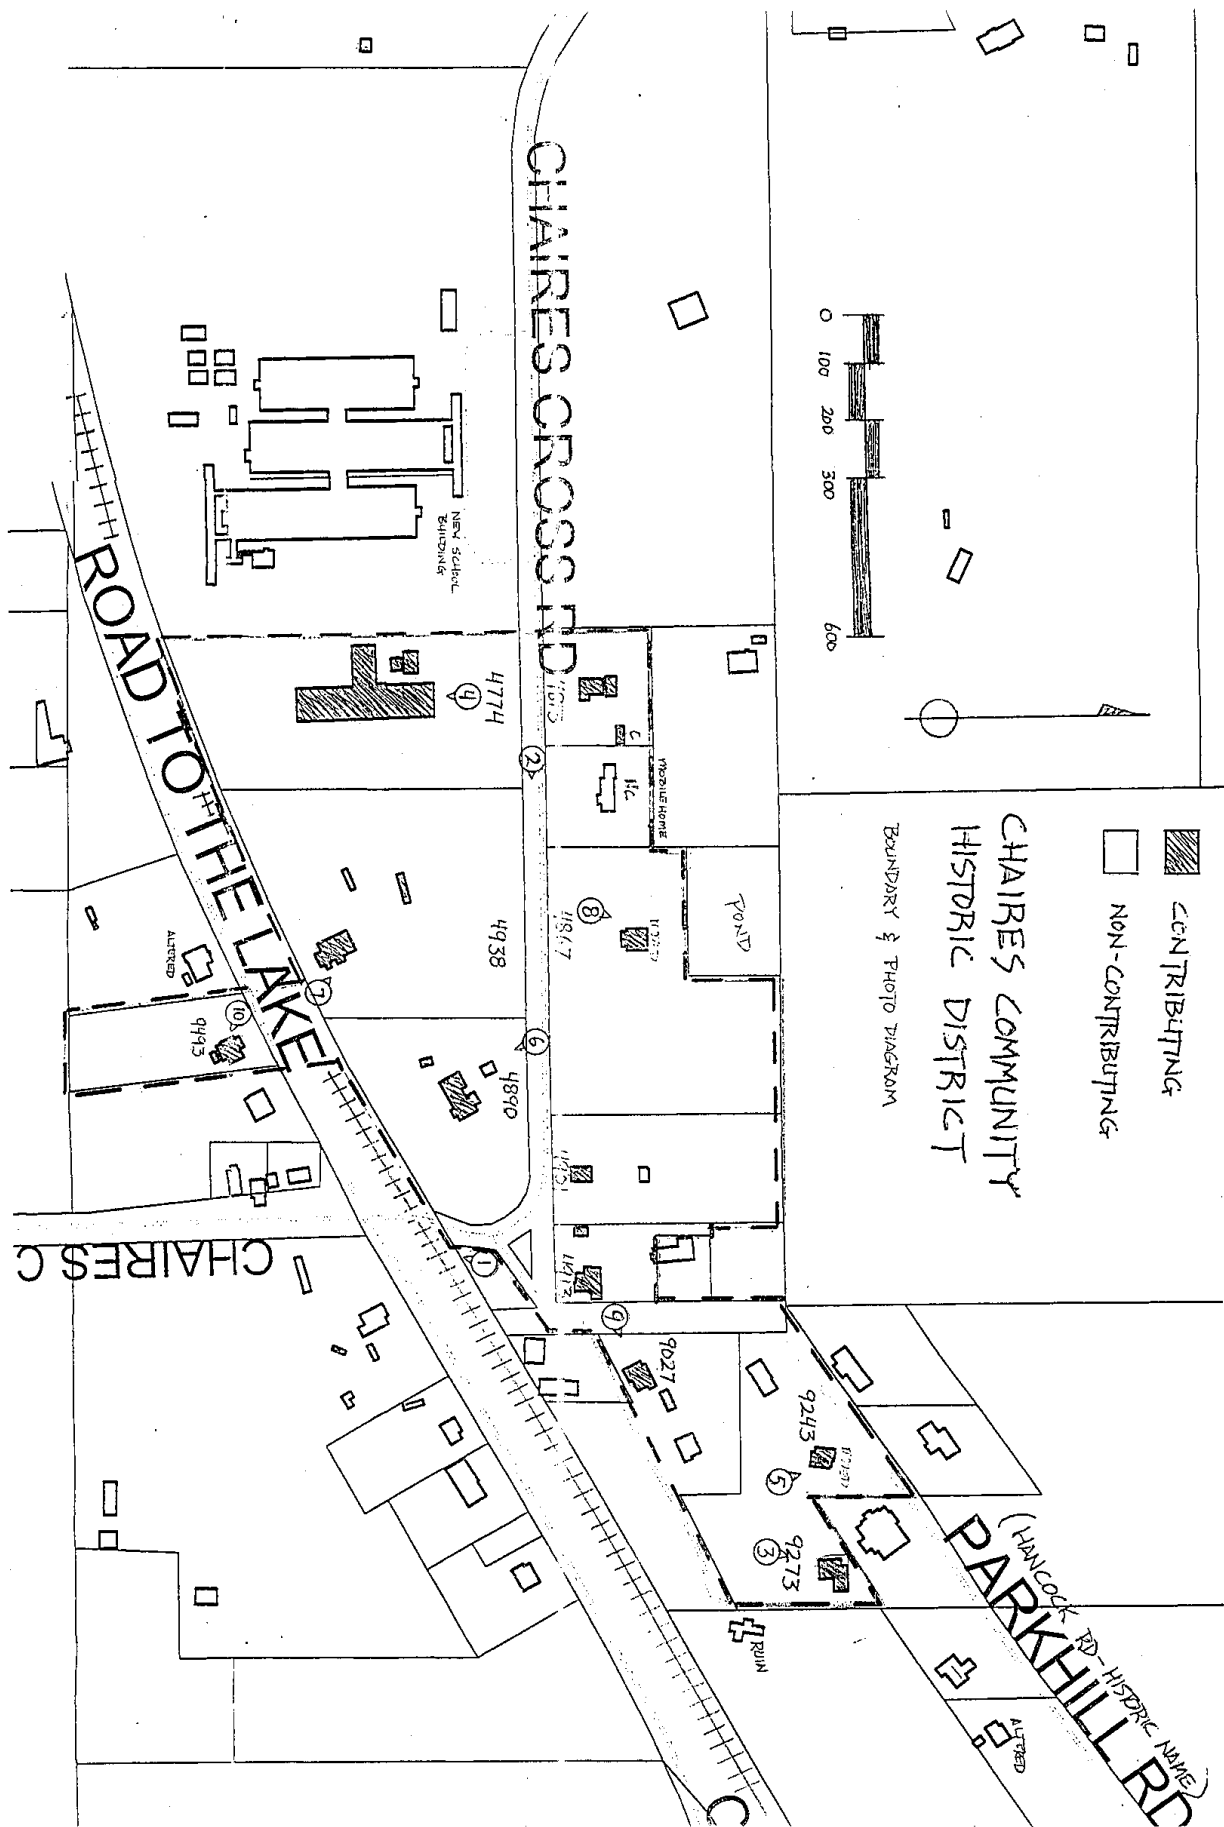 CONTRIBUTING
NON-CONTRIBUTING
CHAIRES COMMUNITY
HISTORIC DISTRICT
BOUNDARY & PHOTO DIAGRAM
0 100 200 300 600
PARKHILL RD
(HANCOCK RD-HISTORIC NAME)
ALTERED
RUIN
9273
3
9243
5
9027
9
POND
MOBILE HOME
NC
C
8
4867
CHAIRES CROSS RD
2
6
1
4774
4
4938
4890
NEW SCHOOL
BUILDING
7
10
9493
ALTERED
ROAD TO THE LAKE
CHAIRES C
C